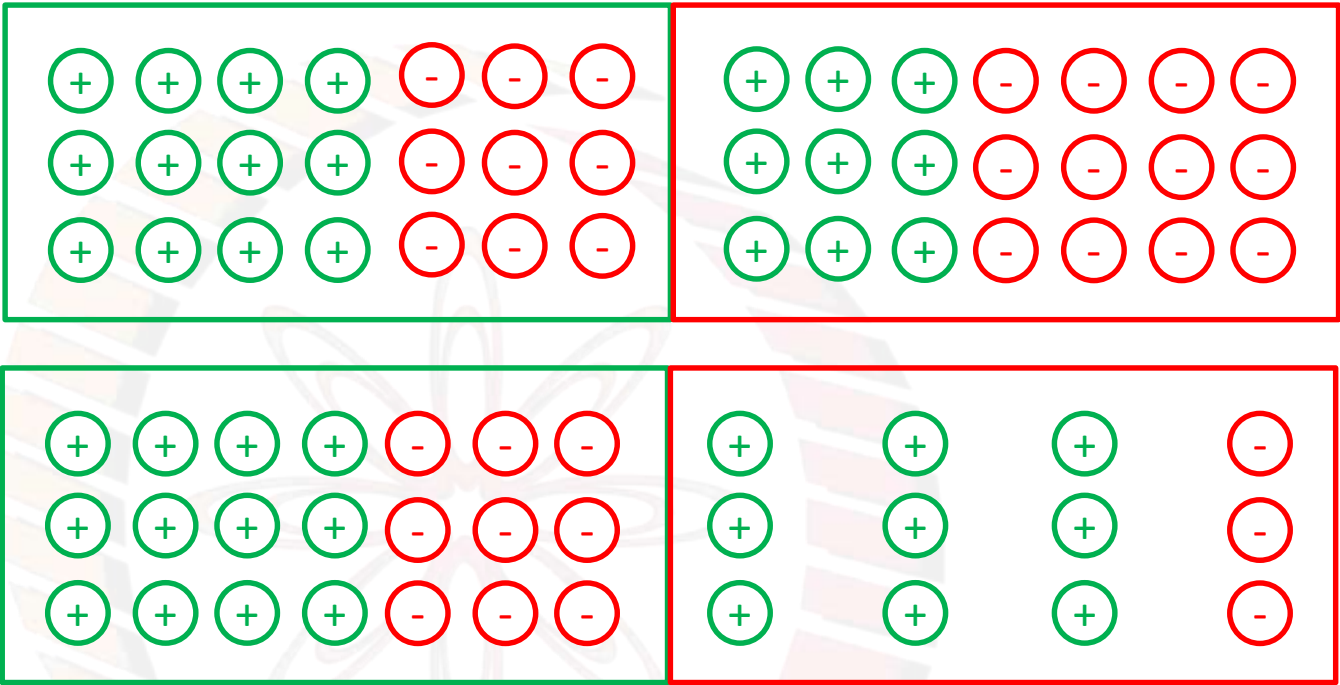 + + + + - - - + + + - - - -
+ + + + - - - + + + - - - -
+ + + + - - - + + + - - - -
+ + + + - - - + + + -
+ + + + - - - + + + -
+ + + + - - - + + + -